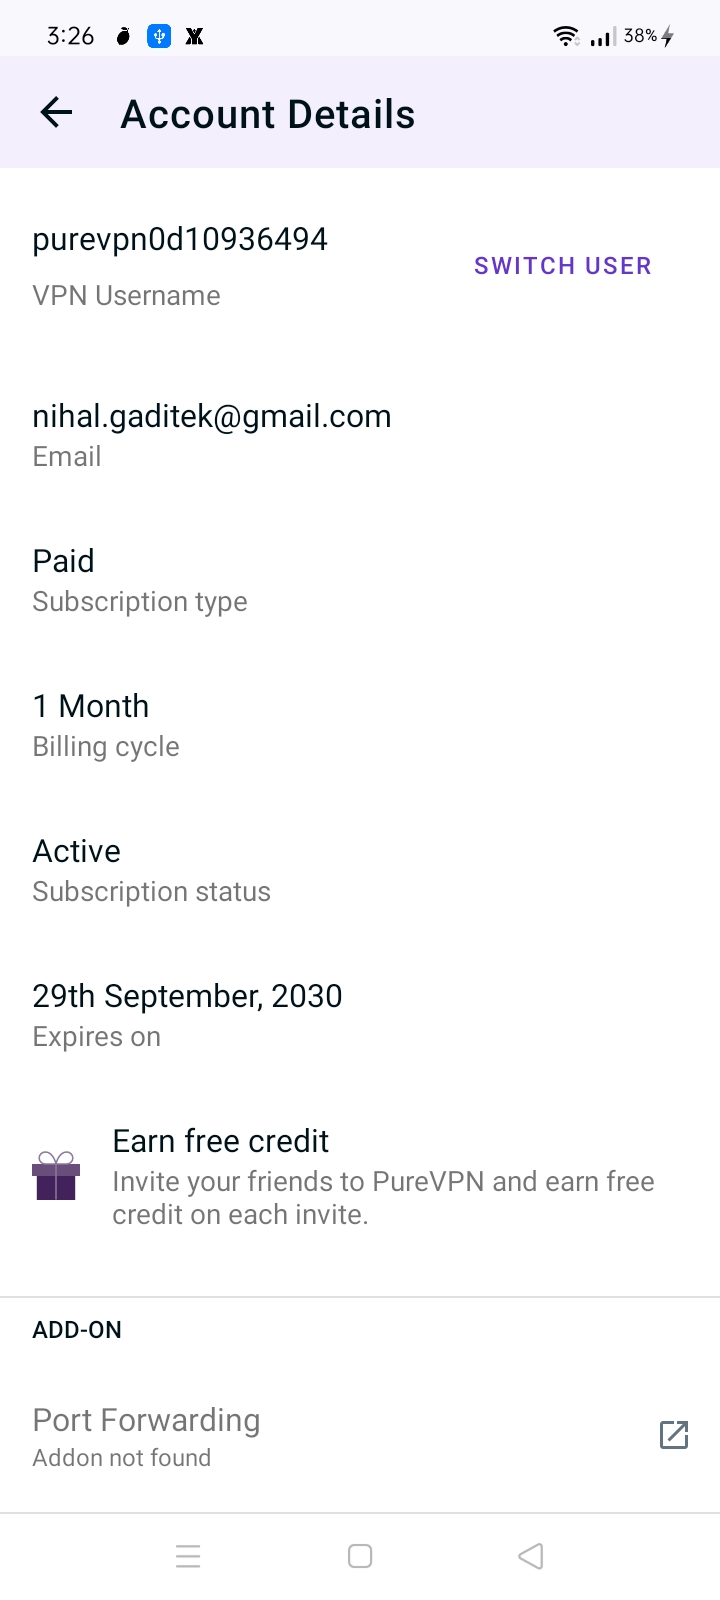 3:26
38%
Account Details
purevpn0d10936494
SWITCH USER
VPN Username
nihal.gaditek@gmail.com
Email
Paid
Subscription type
1 Month
Billing cycle
Active
Subscription status
29th September, 2030
Expires on
Earn free credit
Invite your friends to PureVPN and earn free
credit on each invite.
ADD-ON
Port Forwarding
Addon not found